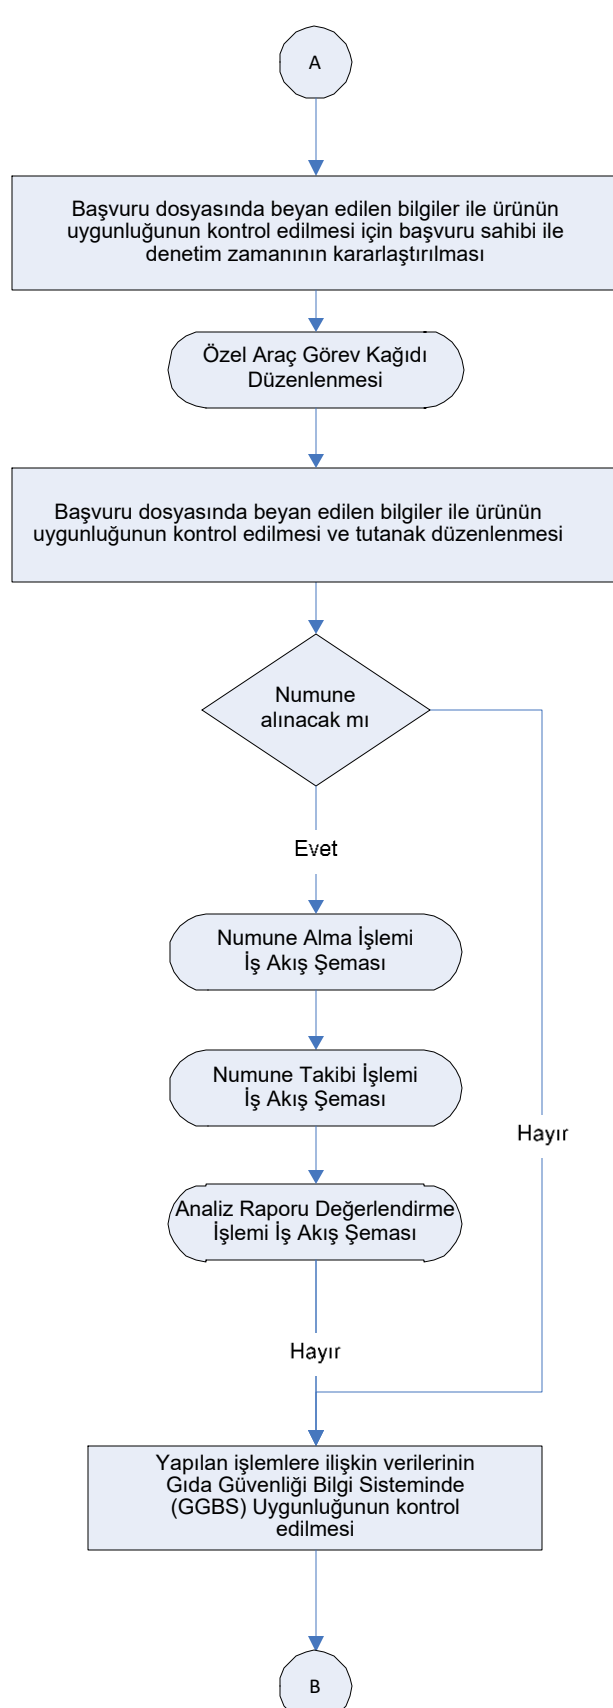 A
Başvuru dosyasında beyan edilen bilgiler ile ürünün
uygunluğunun kontrol edilmesi için başvuru sahibi ile
denetim zamanının kararlaştırılması
Özel Araç Görev Kağıdı
Düzenlenmesi
Başvuru dosyasında beyan edilen bilgiler ile ürünün
uygunluğunun kontrol edilmesi ve tutanak düzenlenmesi
Numune
alınacak mı
Evet
Numune Alma İşlemi
İş Akış Şeması
Numune Takibi İşlemi
İş Akış Şeması
Hayır
Analiz Raporu Değerlendirme
İşlemi İş Akış Şeması
Hayır
Yapılan işlemlere ilişkin verilerinin
Gıda Güvenliği Bilgi Sisteminde
(GGBS) Uygunluğunun kontrol
edilmesi
B